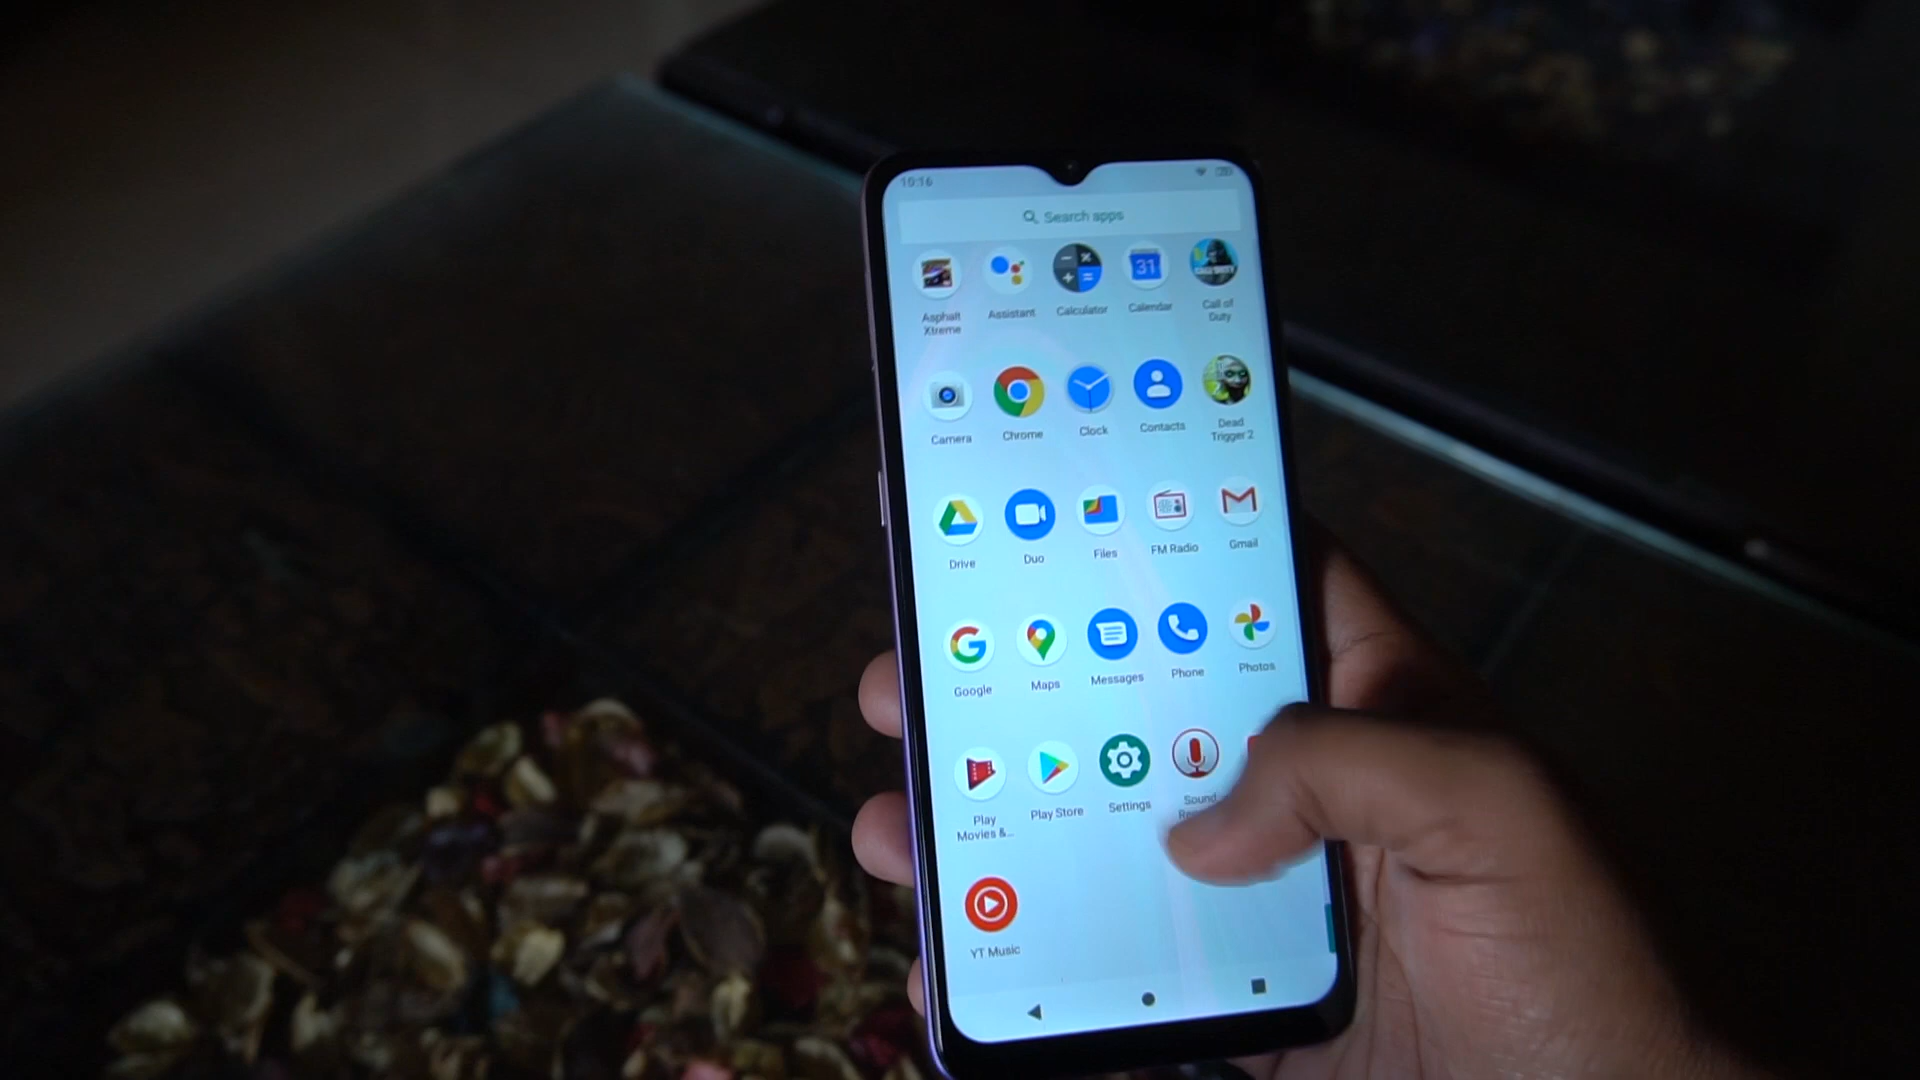 10:16
Search apps
Asphalt Xtreme
Assistant
Calculator
31
Calendar
Call of Duty
Camera
Chrome
Clock
Contacts
Dead Trigger 2
Drive
Duo
Files
FM Radio
Gmail
Google
Maps
Messages
Phone
Photos
Play Movies &...
Play Store
Settings
Sound
YT Music